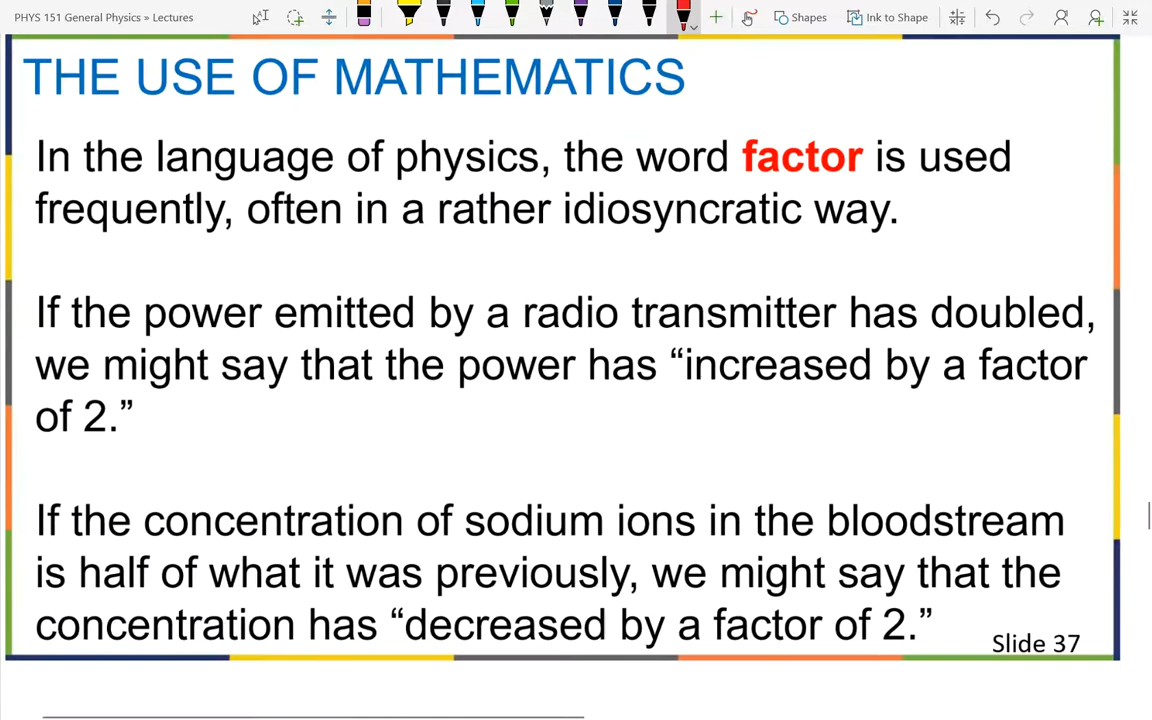 PHYS 151 General Physics » Lectures
Shapes
Ink to Shape
THE USE OF MATHEMATICS
In the language of physics, the word factor is used
frequently, often in a rather idiosyncratic way.
If the power emitted by a radio transmitter has doubled,
we might say that the power has “increased by a factor
of 2.”
If the concentration of sodium ions in the bloodstream
is half of what it was previously, we might say that the
concentration has “decreased by a factor of 2.”
Slide 37